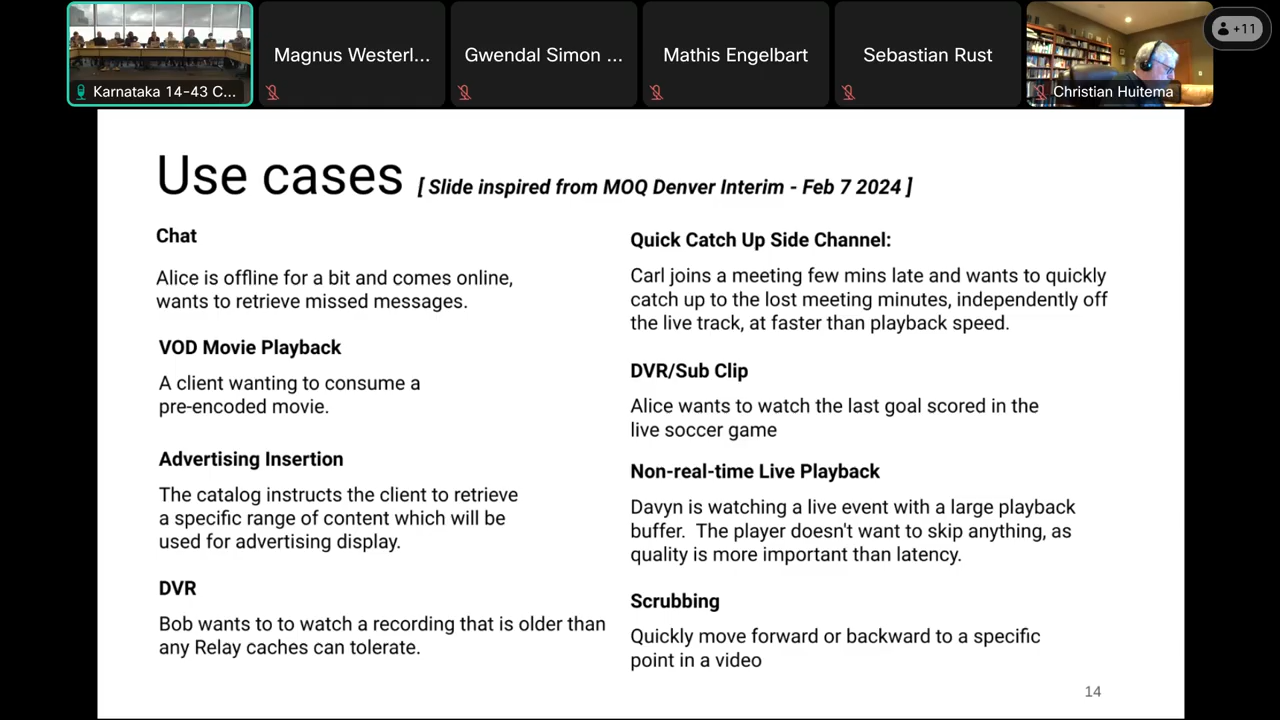 Karnataka 14-43 C...
Magnus Westerl...
Gwendal Simon ...
Mathis Engelbart
Sebastian Rust
Christian Huitema
+11
Use cases [ Slide inspired from MOQ Denver Interim - Feb 7 2024 ]
Chat
Alice is offline for a bit and comes online,
wants to retrieve missed messages.
VOD Movie Playback
A client wanting to consume a
pre-encoded movie.
Advertising Insertion
The catalog instructs the client to retrieve
a specific range of content which will be
used for advertising display.
DVR
Bob wants to to watch a recording that is older than
any Relay caches can tolerate.
Quick Catch Up Side Channel:
Carl joins a meeting few mins late and wants to quickly
catch up to the lost meeting minutes, independently off
the live track, at faster than playback speed.
DVR/Sub Clip
Alice wants to watch the last goal scored in the
live soccer game
Non-real-time Live Playback
Davyn is watching a live event with a large playback
buffer.  The player doesn't want to skip anything, as
quality is more important than latency.
Scrubbing
Quickly move forward or backward to a specific
point in a video
14